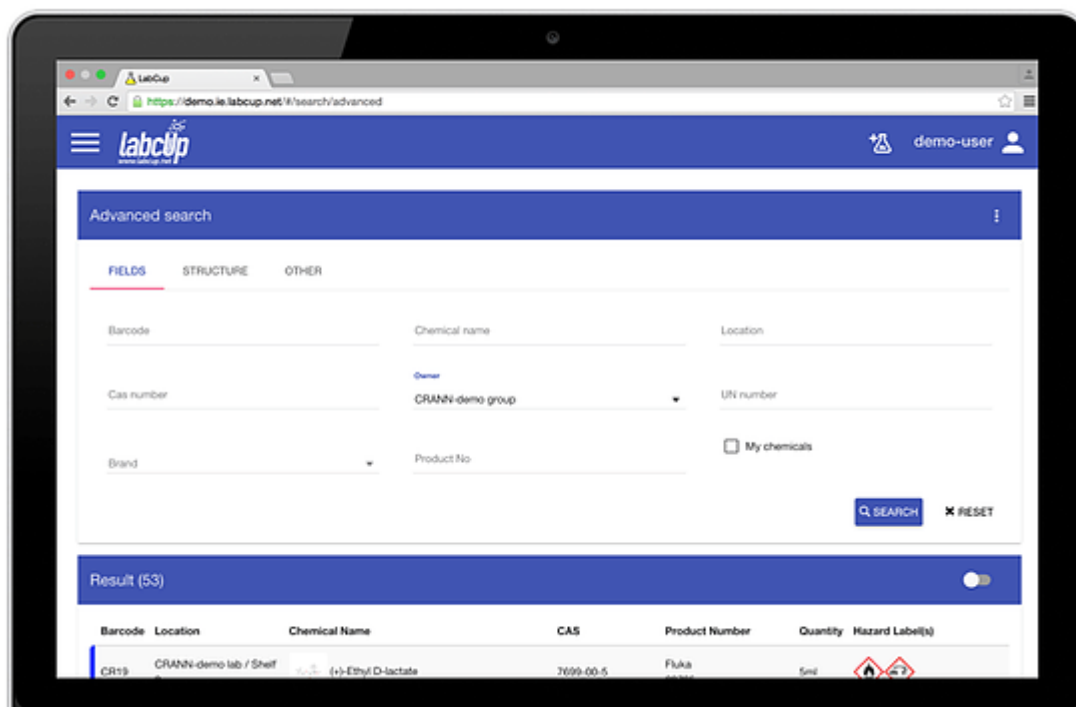 LabCup
https://demo.ie.labcup.net/#/search/advanced
labcup
www.labcup.net
demo-user
Advanced search
FIELDS STRUCTURE OTHER
Barcode Chemical name Location
Owner
Cas number CRANN-demo group UN number
My chemicals
Brand Product No
SEARCH RESET
Result (53)
Barcode Location Chemical Name CAS Product Number Quantity Hazard Label(s)
CRANN-demo lab / Shelf Fluka
CR19 (+)-Ethyl D-lactate 7699-00-5 5ml